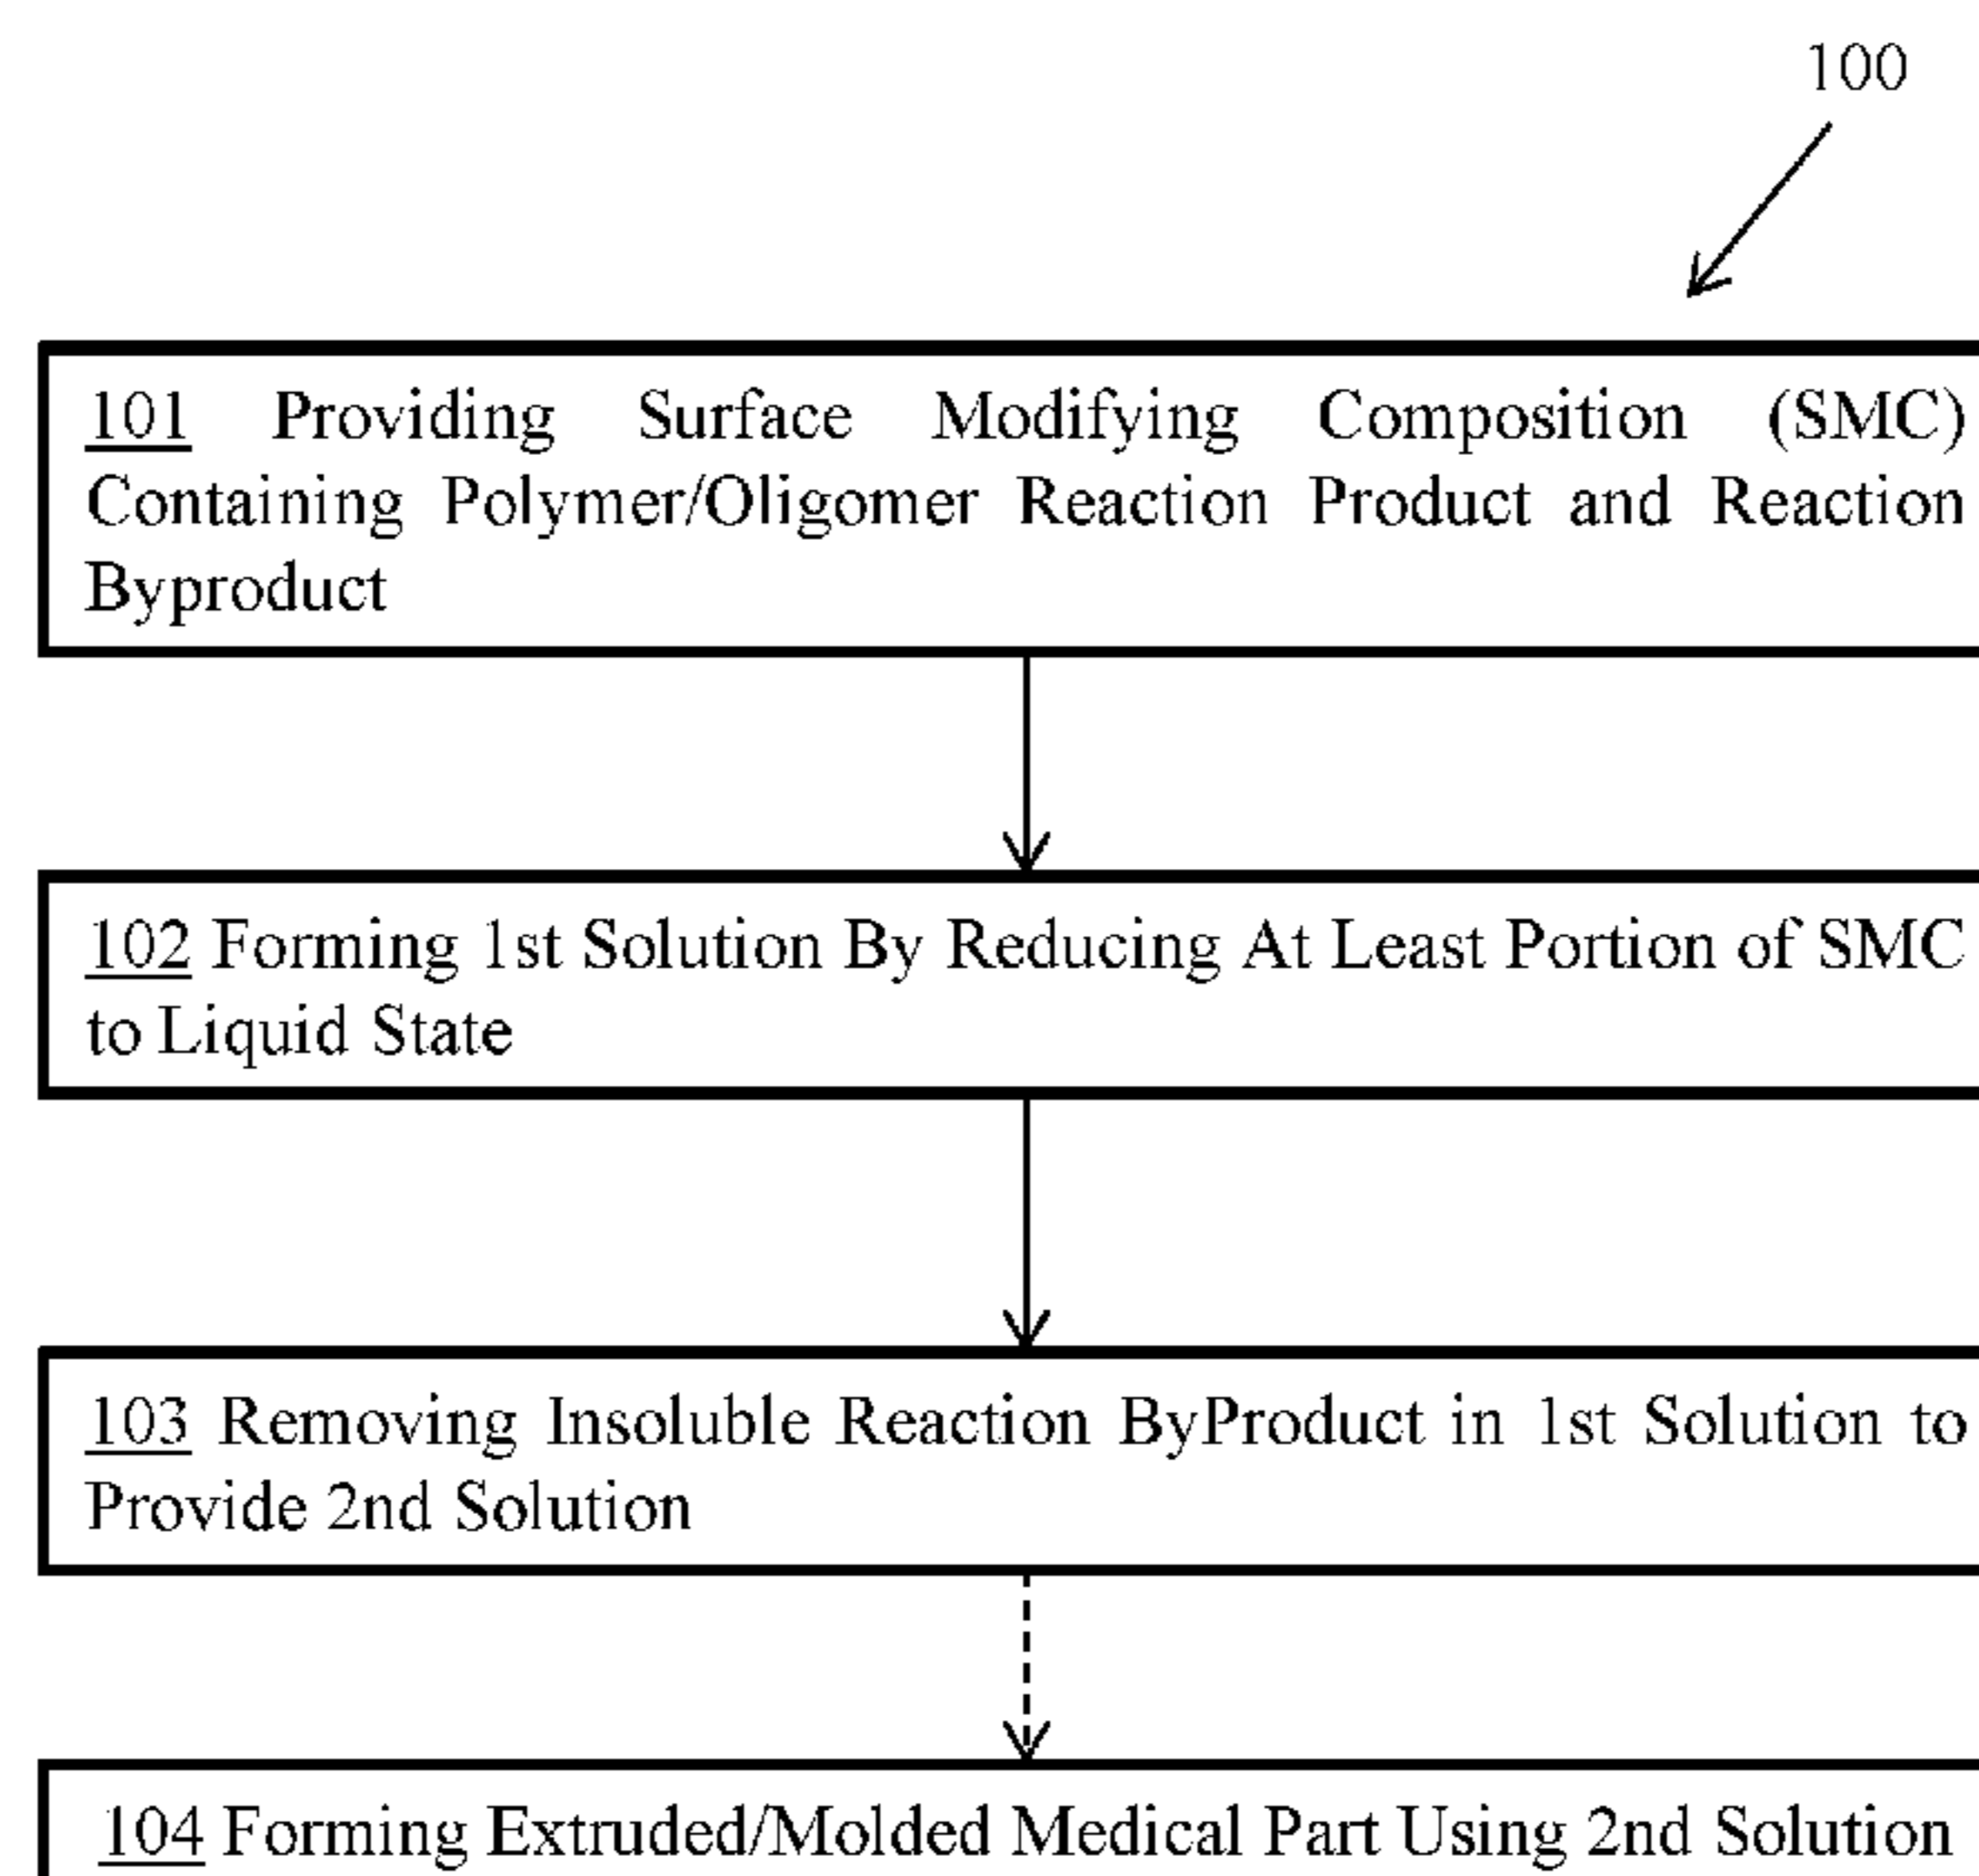 100
101 Providing Surface Modifying Composition (SMC)
Containing Polymer/Oligomer Reaction Product and Reaction
Byproduct
102 Forming 1st Solution By Reducing At Least Portion of SMC
to Liquid State
103 Removing Insoluble Reaction ByProduct in 1st Solution to
Provide 2nd Solution
104 Forming Extruded/Molded Medical Part Using 2nd Solution